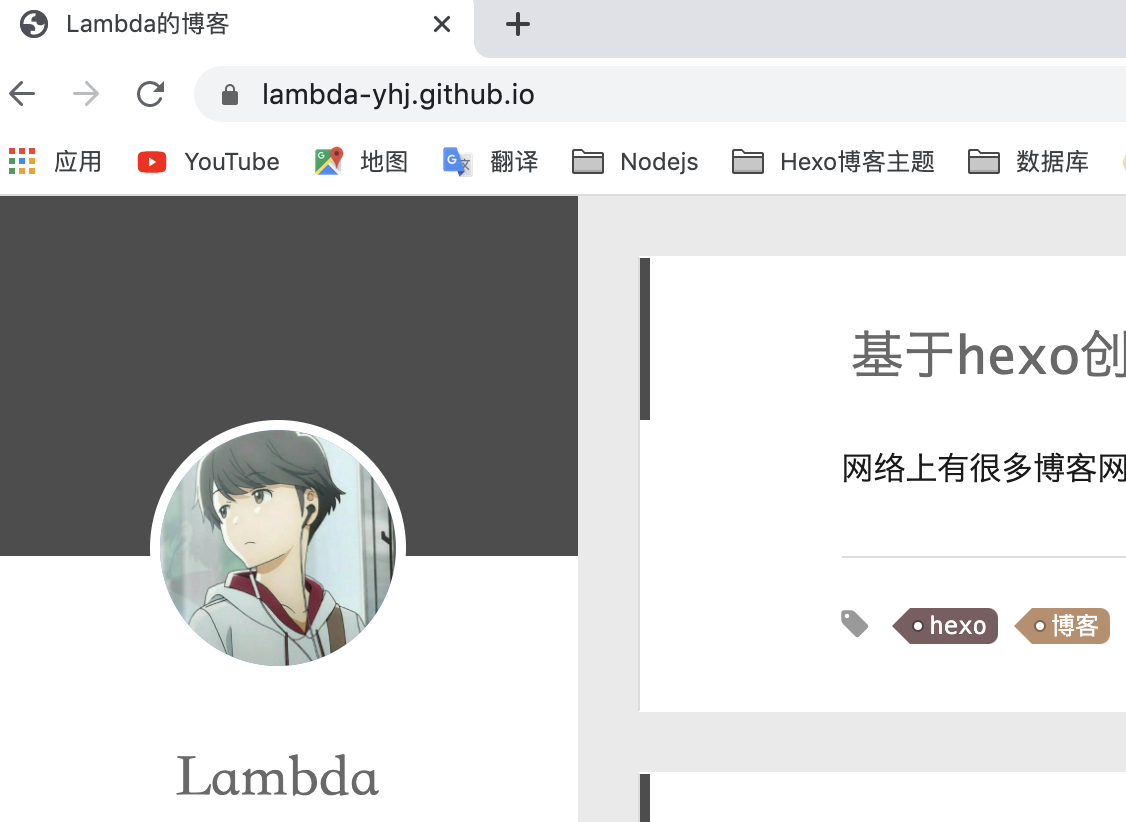 Lambda的博客
lambda-yhj.github.io
应用 YouTube 地图 翻译 Nodejs Hexo博客主题 数据库
基于hexo创
网络上有很多博客网
hexo 博客
Lambda